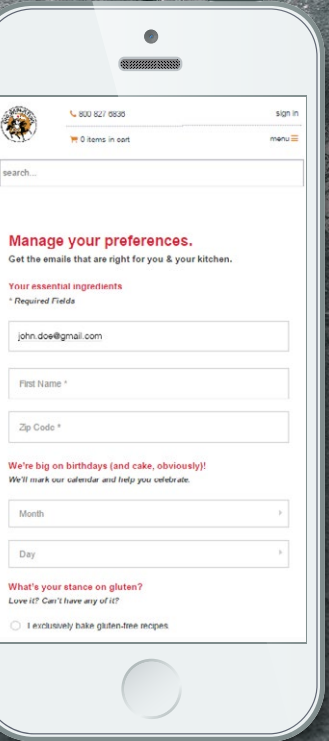 800 827 6836
sign in
0 items in cart
menu
search...
Manage your preferences.
Get the emails that are right for you & your kitchen.
Your essential ingredients
* Required Fields
john.doe@gmail.com
First Name *
Zip Code *
We're big on birthdays (and cake, obviously)!
We'll mark our calendar and help you celebrate.
Month
Day
What's your stance on gluten?
Love it? Can't have any of it?
I exclusively bake gluten-free recipes